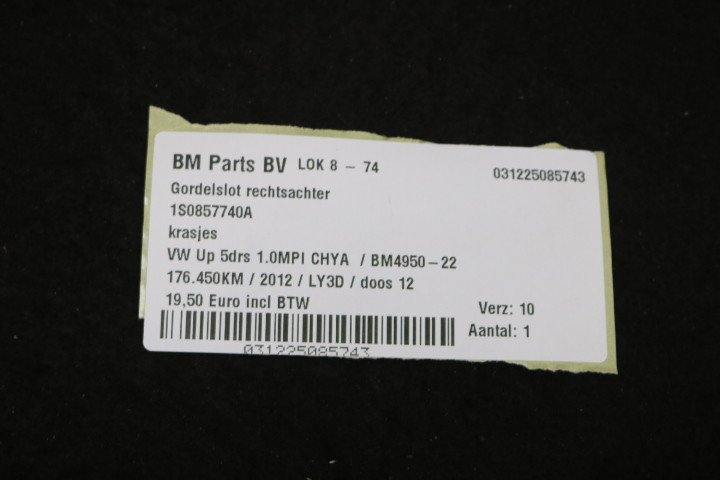 BM Parts BV LOK 8 - 74
031225085743
Gordelslot rechtsachter
1S0857740A
krasjes
VW Up 5drs 1.0MPI CHYA / BM4950-22
176.450KM / 2012 / LY3D / doos 12
19,50 Euro incl BTW
Verz: 10
Aantal: 1
031225085743